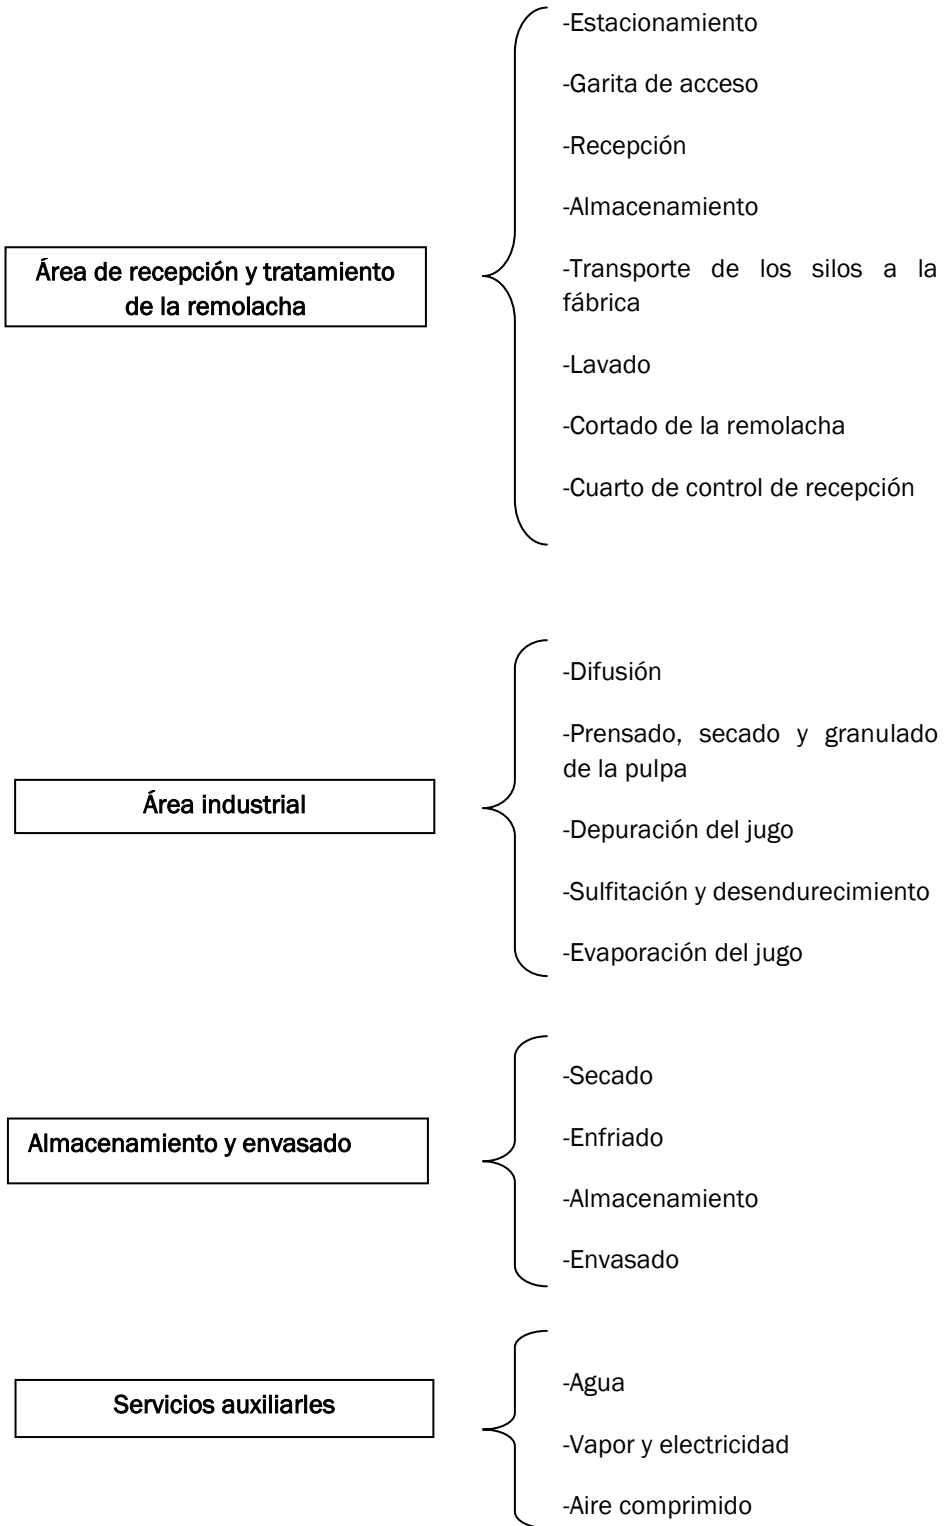 Área de recepción y tratamiento
de la remolacha
-Estacionamiento
-Garita de acceso
-Recepción
-Almacenamiento
-Transporte de los silos a la
fábrica
-Lavado
-Cortado de la remolacha
-Cuarto de control de recepción
Área industrial
-Difusión
-Prensado, secado y granulado
de la pulpa
-Depuración del jugo
-Sulfitación y desendurecimiento
-Evaporación del jugo
Almacenamiento y envasado
-Secado
-Enfriado
-Almacenamiento
-Envasado
Servicios auxiliarles
-Agua
-Vapor y electricidad
-Aire comprimido